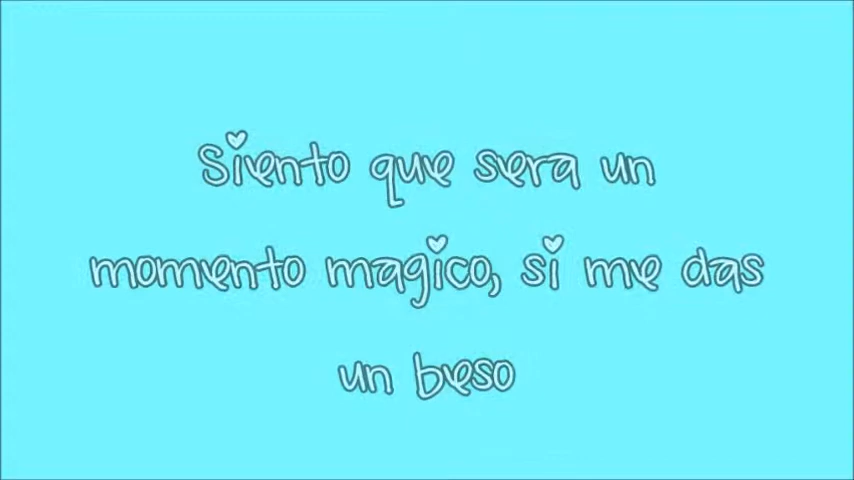 Siento que sera un
momento magico, si me das
un beso